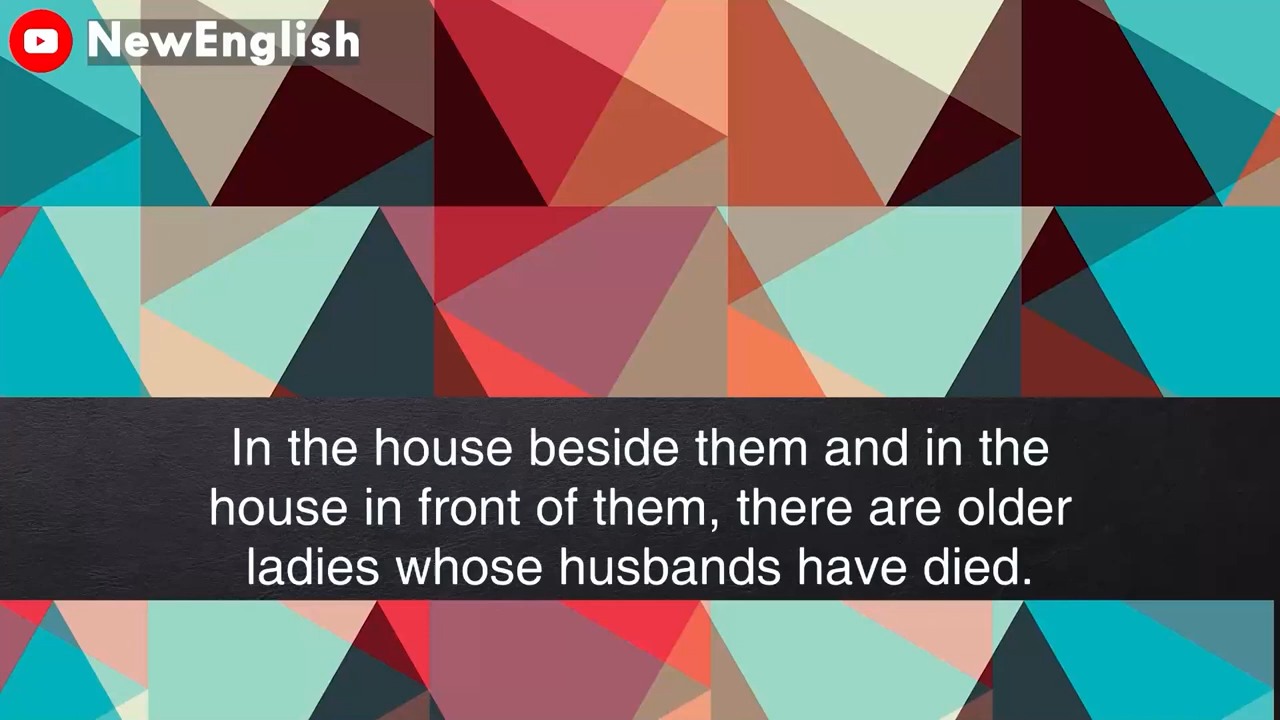 NewEnglish
In the house beside them and in the
house in front of them, there are older
ladies whose husbands have died.